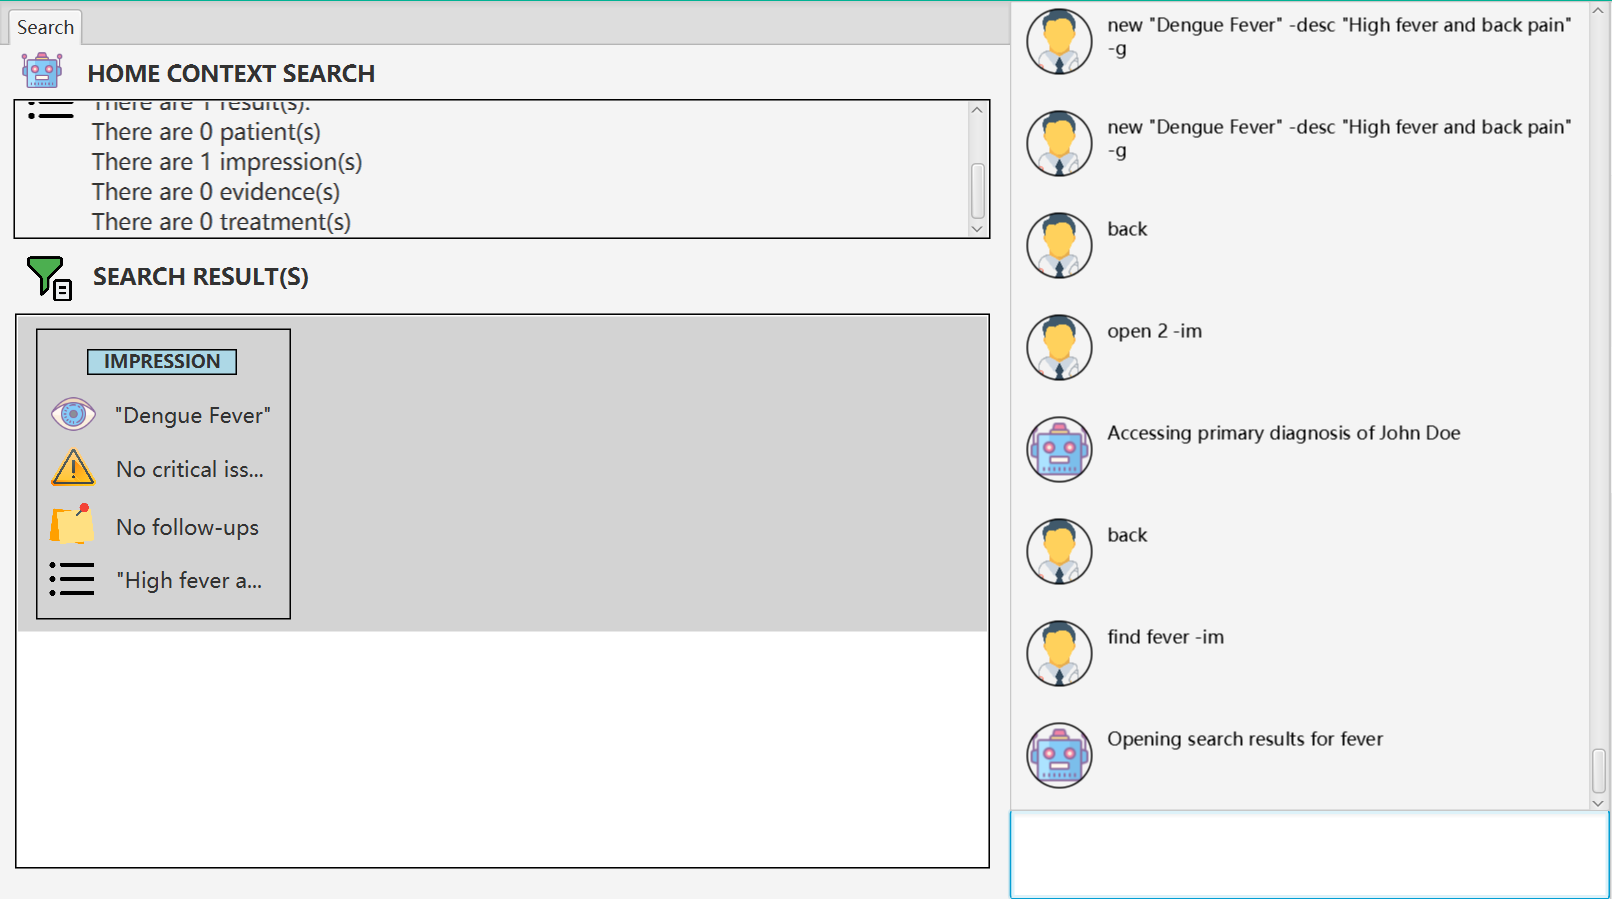 Search
HOME CONTEXT SEARCH
There are 1 result(s).
There are 0 patient(s)
There are 1 impression(s)
There are 0 evidence(s)
There are 0 treatment(s)
SEARCH RESULT(S)
IMPRESSION
"Dengue Fever"
No critical iss...
No follow-ups
"High fever a...
new "Dengue Fever" -desc "High fever and back pain"
-g
new "Dengue Fever" -desc "High fever and back pain"
-g
back
open 2 -im
Accessing primary diagnosis of John Doe
back
find fever -im
Opening search results for fever